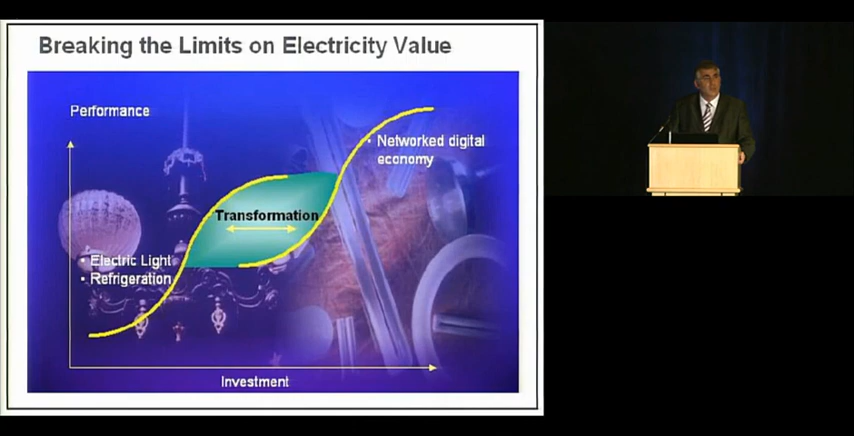 Breaking the Limits on Electricity Value
Performance
• Networked digital
economy
Transformation
• Electric Light
• Refrigeration
Investment